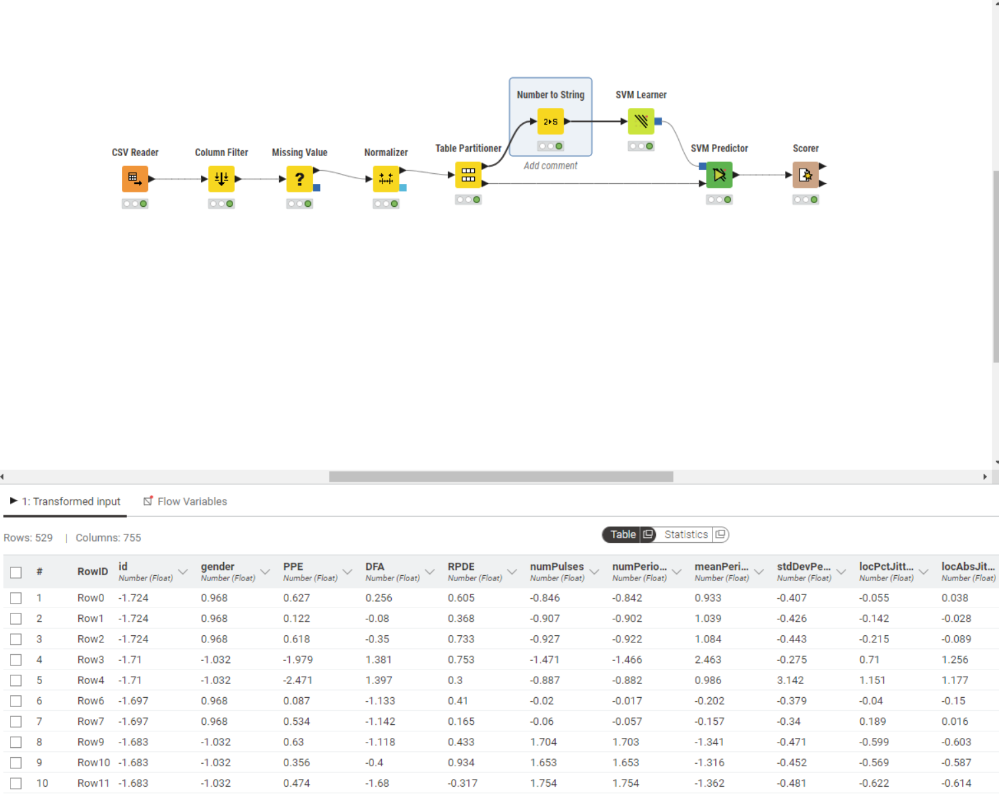 Number to String
SVM Learner
2▸S
CSV Reader
Column Filter
Missing Value
Normalizer
Table Partitioner
SVM Predictor
Scorer
?
Add comment
1: Transformed input
Flow Variables
Rows: 529 | Columns: 755
Table
Statistics
# RowID id gender PPE DFA RPDE numPulses numPerio... meanPeri... stdDevPe... locPctJitt... locAbsJit...
Number (Float) Number (Float) Number (Float) Number (Float) Number (Float) Number (Float) Number (Float) Number (Float) Number (Float) Number (Float) Number (Float)
1 Row0 -1.724 0.968 0.627 0.256 0.605 -0.846 -0.842 0.933 -0.407 -0.055 0.038
2 Row1 -1.724 0.968 0.122 -0.08 0.368 -0.907 -0.902 1.039 -0.426 -0.142 -0.028
3 Row2 -1.724 0.968 0.618 -0.35 0.733 -0.927 -0.922 1.084 -0.443 -0.215 -0.089
4 Row3 -1.71 -1.032 -1.979 1.381 0.753 -1.471 -1.466 2.463 -0.275 0.71 1.256
5 Row4 -1.71 -1.032 -2.471 1.397 0.3 -0.887 -0.882 0.986 3.142 1.151 1.177
6 Row6 -1.697 0.968 0.087 -1.133 0.41 -0.02 -0.017 -0.202 -0.379 -0.04 -0.15
7 Row7 -1.697 0.968 0.534 -1.142 0.165 -0.06 -0.057 -0.157 -0.34 0.189 0.016
8 Row9 -1.683 -1.032 0.63 -1.118 0.433 1.704 1.703 -1.341 -0.471 -0.599 -0.603
9 Row10 -1.683 -1.032 0.356 -0.4 0.934 1.653 1.653 -1.316 -0.452 -0.569 -0.587
10 Row11 -1.683 -1.032 0.474 -1.68 -0.317 1.754 1.754 -1.362 -0.481 -0.622 -0.614